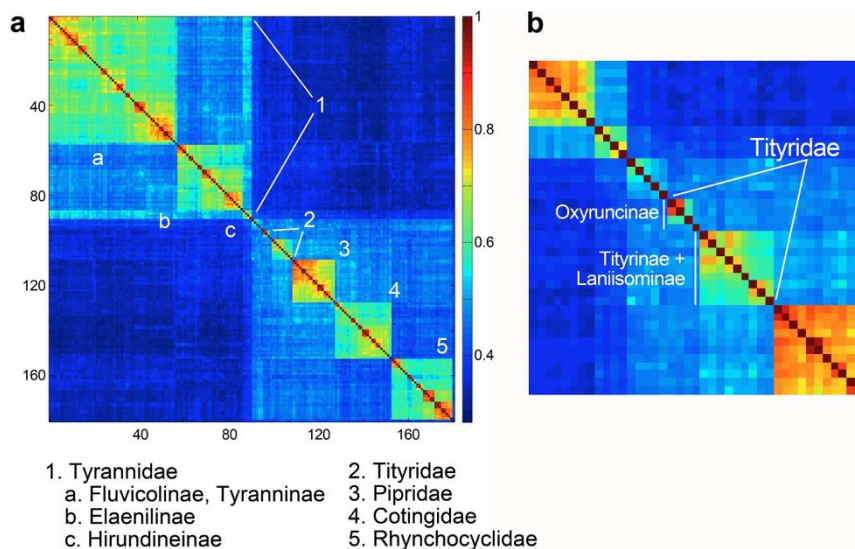 a
b
1
0.8
0.6
0.4
40
80
120
160
40
80
120
160
1
a
b
c
2
3
4
5
Tityridae
Oxyruncinae
Tityrinae +
Laniisominae
1. Tyrannidae
a. Fluvicolinae, Tyranninae
b. Elaenilinae
c. Hirundineinae
2. Tityridae
3. Pipridae
4. Cotingidae
5. Rhynchocyclidae